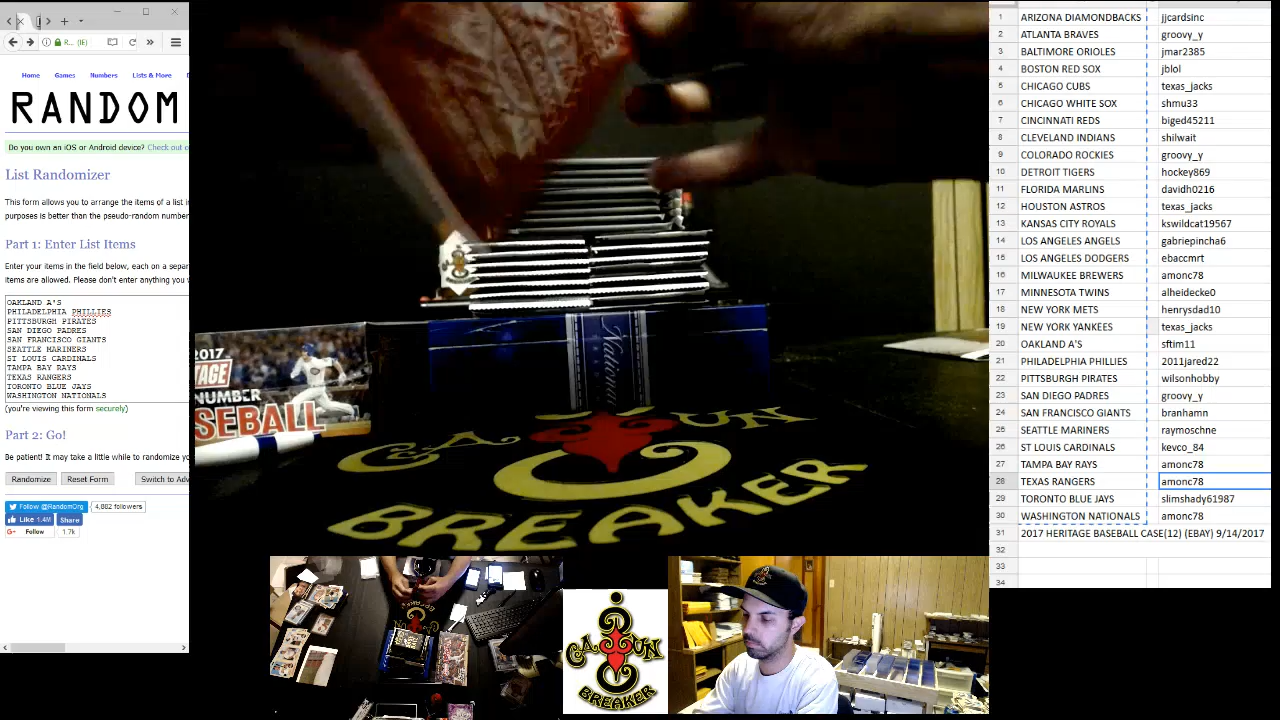 R... (IE)
Home Games Numbers Lists & More
RANDOM
Do you own an iOS or Android device? Check out o
List Randomizer
This form allows you to arrange the items of a list i
purposes is better than the pseudo-random number
Part 1: Enter List Items
Enter your items in the field below, each on a separ
items are allowed. Please don't enter anything you
OAKLAND A'S
PHILADELPHIA PHILLIES
PITTSBURGH PIRATES
SAN DIEGO PADRES
SAN FRANCISCO GIANTS
SEATTLE MARINERS
ST LOUIS CARDINALS
TAMPA BAY RAYS
TEXAS RANGERS
TORONTO BLUE JAYS
WASHINGTON NATIONALS
(you're viewing this form securely)
Part 2: Go!
Be patient! It may take a little while to randomize yo
Randomize Reset Form Switch to Adv
Follow @RandomOrg 4,882 followers
Like 1.4M Share
Follow 1.7k
2017
TAGE
NUMBER
SEBALL
National
CAJUN
BREAKER
CAJUN
BREAKER
1 ARIZONA DIAMONDBACKS jjcardsinc
2 ATLANTA BRAVES groovy_y
3 BALTIMORE ORIOLES jmar2385
4 BOSTON RED SOX jblol
5 CHICAGO CUBS texas_jacks
6 CHICAGO WHITE SOX shmu33
7 CINCINNATI REDS biged45211
8 CLEVELAND INDIANS shilwait
9 COLORADO ROCKIES groovy_y
10 DETROIT TIGERS hockey869
11 FLORIDA MARLINS davidh0216
12 HOUSTON ASTROS texas_jacks
13 KANSAS CITY ROYALS kswildcat19567
14 LOS ANGELES ANGELS gabriepincha6
15 LOS ANGELES DODGERS ebaccmrt
16 MILWAUKEE BREWERS amonc78
17 MINNESOTA TWINS alheidecke0
18 NEW YORK METS henrysdad10
19 NEW YORK YANKEES texas_jacks
20 OAKLAND A'S sftim11
21 PHILADELPHIA PHILLIES 2011jared22
22 PITTSBURGH PIRATES wilsonhobby
23 SAN DIEGO PADRES groovy_y
24 SAN FRANCISCO GIANTS branhamn
25 SEATTLE MARINERS raymoschne
26 ST LOUIS CARDINALS kevco_84
27 TAMPA BAY RAYS amonc78
28 TEXAS RANGERS amonc78
29 TORONTO BLUE JAYS slimshady61987
30 WASHINGTON NATIONALS amonc78
31 2017 HERITAGE BASEBALL CASE(12) (EBAY) 9/14/2017
32
33
34